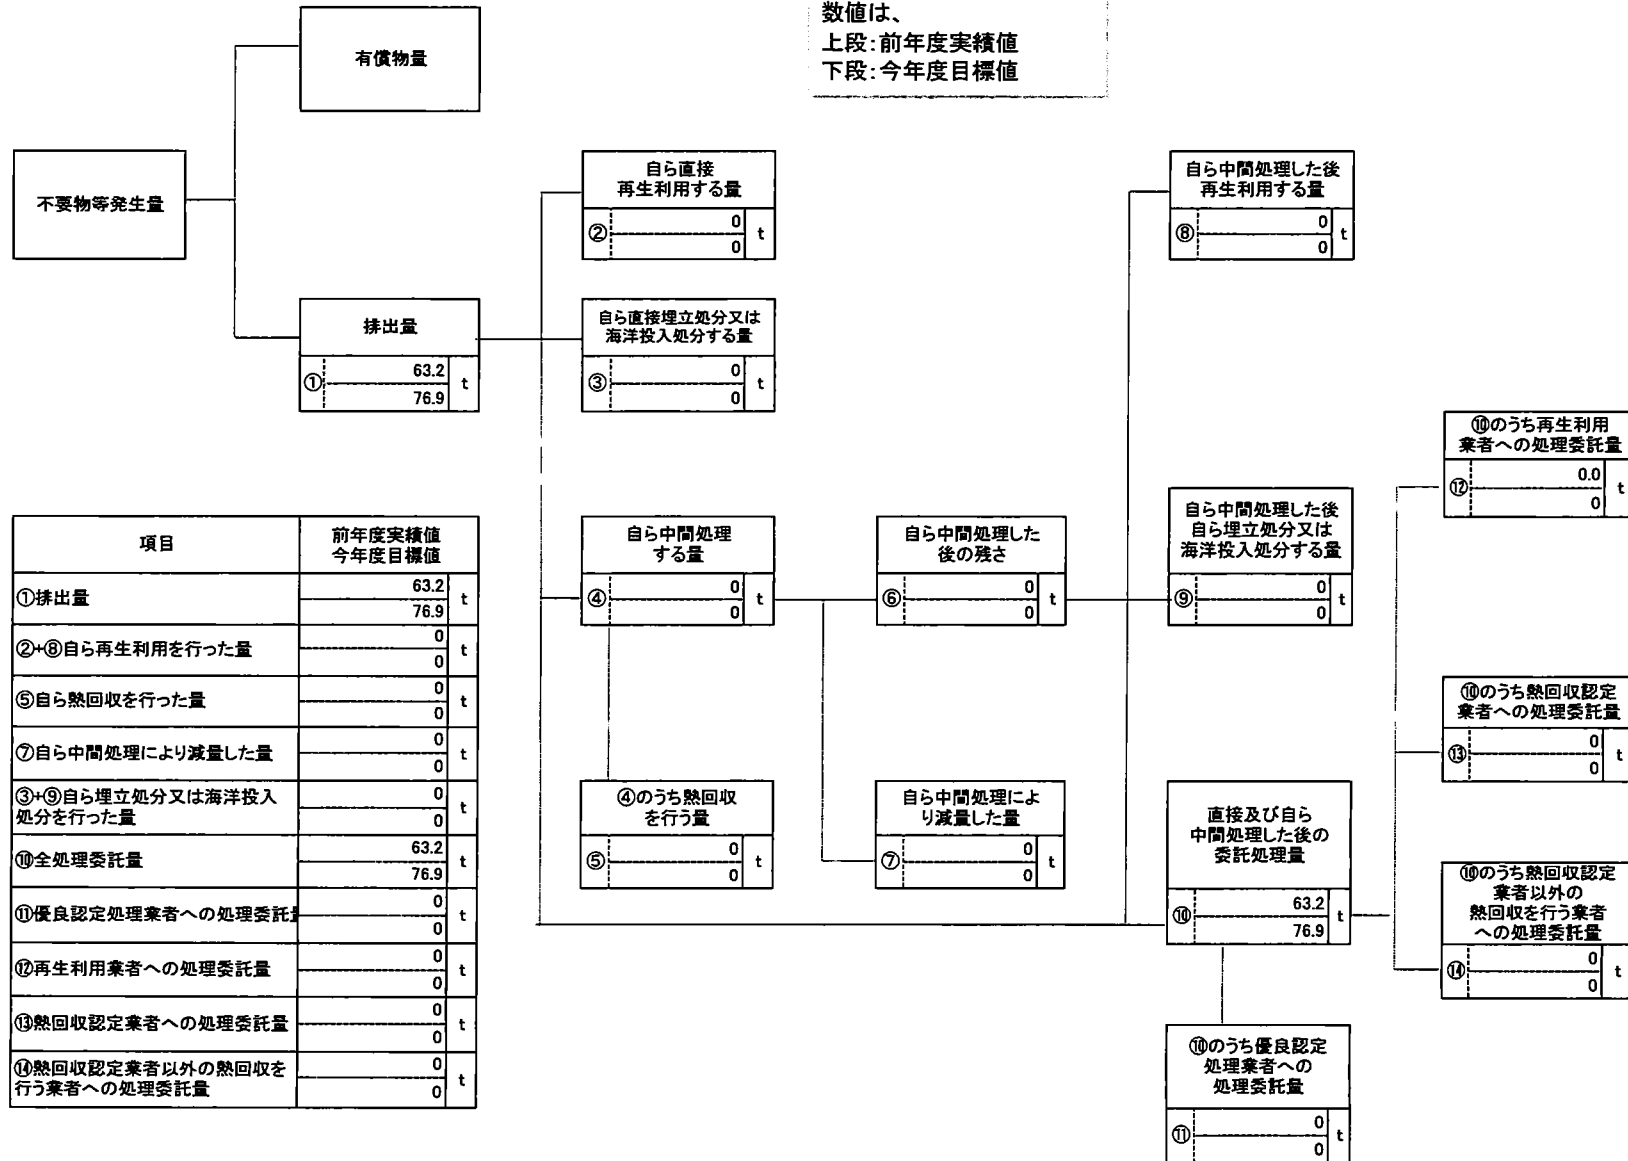 数値は、
上段：前年度実績値
下段：今年度目標値
有償物量
不要物等発生量
排出量
① 63.2 t
76.9
自ら直接
再生利用する量
② 0 t
0
自ら直接埋立処分又は
海洋投入処分する量
③ 0 t
0
自ら中間処理
する量
④ 0 t
0
④のうち熱回収
を行う量
⑤ 0 t
0
自ら中間処理した
後の残さ
⑥ 0 t
0
自ら中間処理によ
り減量した量
⑦ 0 t
0
自ら中間処理した後
再生利用する量
⑧ 0 t
0
自ら中間処理した後
自ら埋立処分又は
海洋投入処分する量
⑨ 0 t
0
直接及び自ら
中間処理した後の
委託処理量
⑩ 63.2 t
76.9
⑩のうち優良認定
処理業者への
処理委託量
⑪ 0 t
0
⑩のうち再生利用
業者への処理委託量
⑫ 0.0 t
0
⑩のうち熱回収認定
業者への処理委託量
⑬ 0 t
0
⑩のうち熱回収認定
業者以外の
熱回収を行う業者
への処理委託量
⑭ 0 t
0
項目 前年度実績値
今年度目標値
①排出量 63.2 t
76.9
②+⑧自ら再生利用を行った量 0 t
0
⑤自ら熱回収を行った量 0 t
0
⑦自ら中間処理により減量した量 0 t
0
③+⑨自ら埋立処分又は海洋投入
処分を行った量 0 t
0
⑩全処理委託量 63.2 t
76.9
⑪優良認定処理業者への処理委託 0 t
0
⑫再生利用業者への処理委託量 0 t
0
⑬熱回収認定業者への処理委託量 0 t
0
⑭熱回収認定業者以外の熱回収を
行う業者への処理委託量 0 t
0